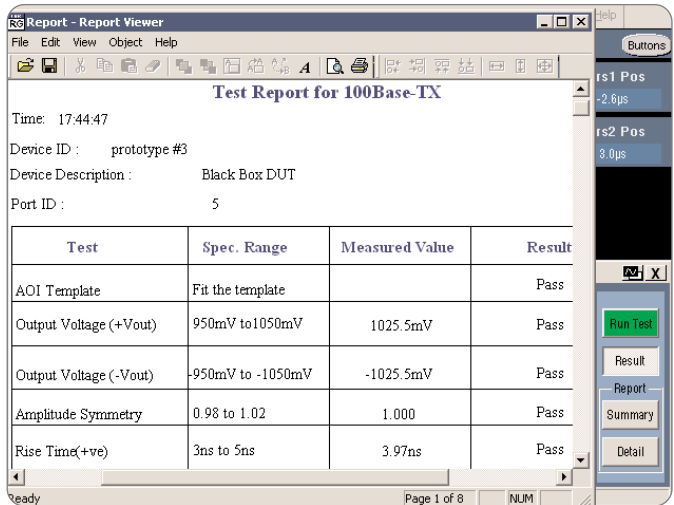 Report - Report Viewer
File Edit View Object Help
Test Report for 100Base-TX
Time: 17:44:47
Device ID : prototype #3
Device Description : Black Box DUT
Port ID : 5
Test Spec. Range Measured Value Result
AOI Template Fit the template Pass
Output Voltage (+Vout) 950mV to1050mV 1025.5mV Pass
Output Voltage (-Vout) -950mV to -1050mV -1025.5mV Pass
Amplitude Symmetry 0.98 to 1.02 1.000 Pass
Rise Time(+ve) 3ns to 5ns 3.97ns Pass
Ready Page 1 of 8 NUM
Help
Buttons
rs1 Pos
-2.6µs
rs2 Pos
3.0µs
X
Run Test
Result
Report
Summary
Detail